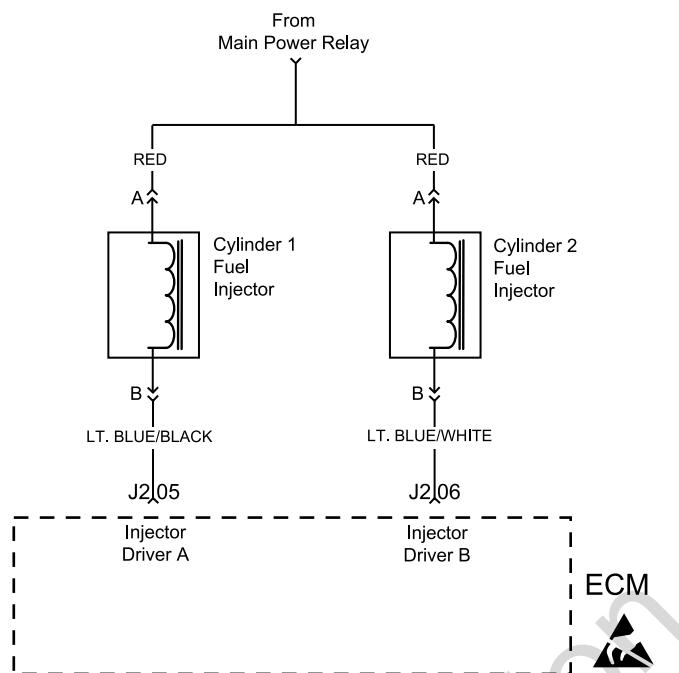 From
Main Power Relay
RED
RED
A
A
Cylinder 1
Fuel
Injector
Cylinder 2
Fuel
Injector
B
B
LT. BLUE/BLACK
LT. BLUE/WHITE
J2 05
J2 06
Injector
Driver A
Injector
Driver B
ECM